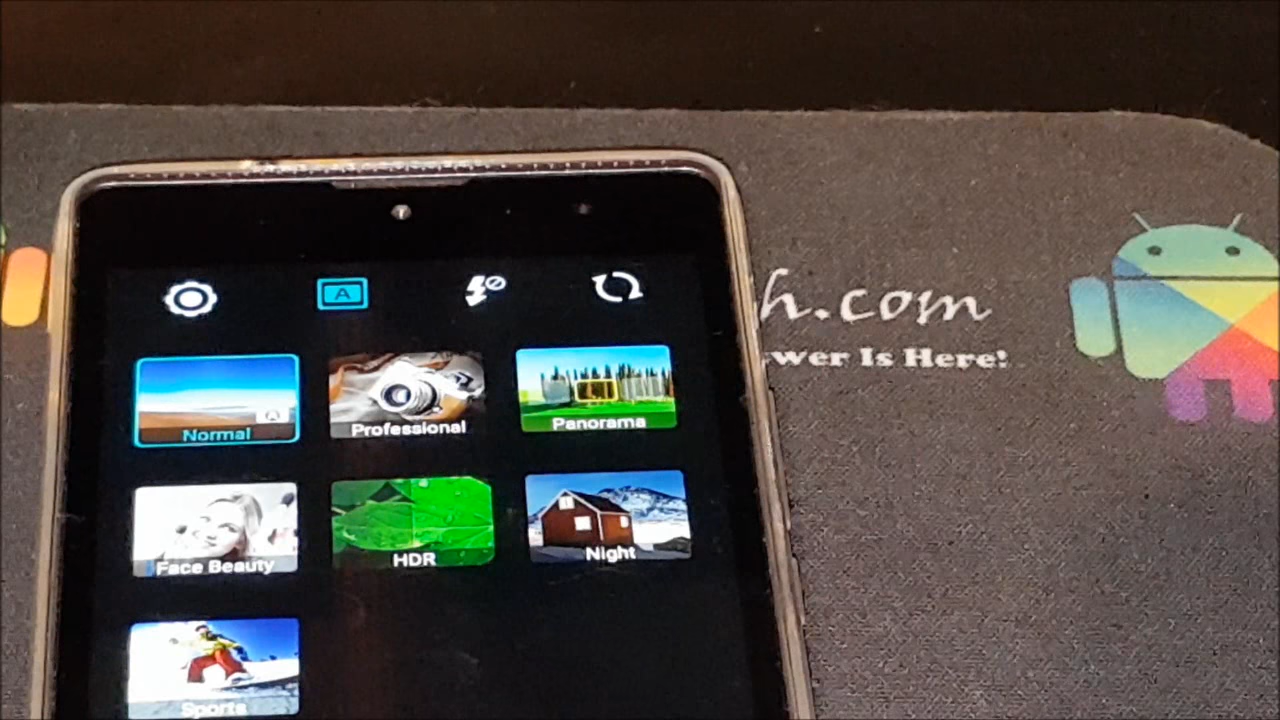 A
h.com
wer Is Here!
Normal
Professional
Panorama
Face Beauty
HDR
Night
Sports